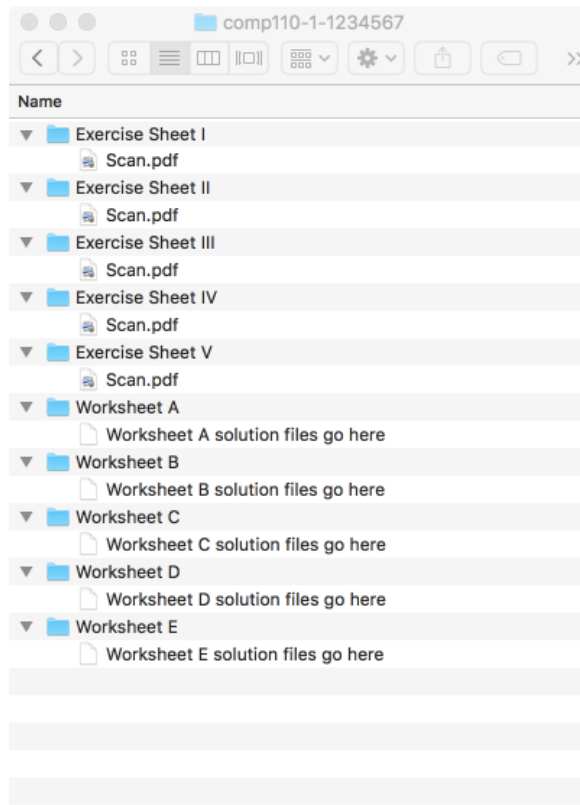 comp110-1-1234567
Name
Exercise Sheet I
Scan.pdf
Exercise Sheet II
Scan.pdf
Exercise Sheet III
Scan.pdf
Exercise Sheet IV
Scan.pdf
Exercise Sheet V
Scan.pdf
Worksheet A
Worksheet A solution files go here
Worksheet B
Worksheet B solution files go here
Worksheet C
Worksheet C solution files go here
Worksheet D
Worksheet D solution files go here
Worksheet E
Worksheet E solution files go here